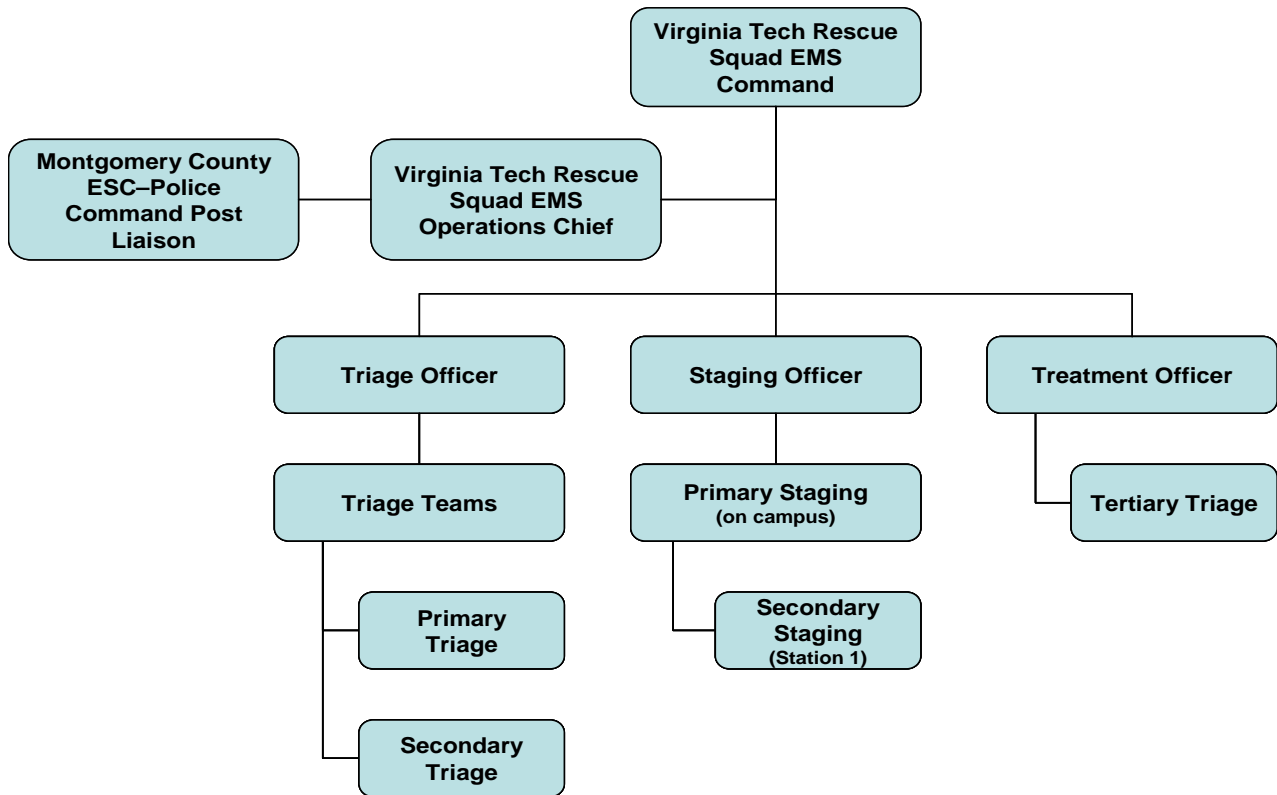 Virginia Tech Rescue
Squad EMS
Command
Montgomery County
ESC–Police
Command Post
Liaison
Virginia Tech Rescue
Squad EMS
Operations Chief
Triage Officer
Staging Officer
Treatment Officer
Triage Teams
Primary Staging
(on campus)
Tertiary Triage
Primary
Triage
Secondary
Staging
(Station 1)
Secondary
Triage